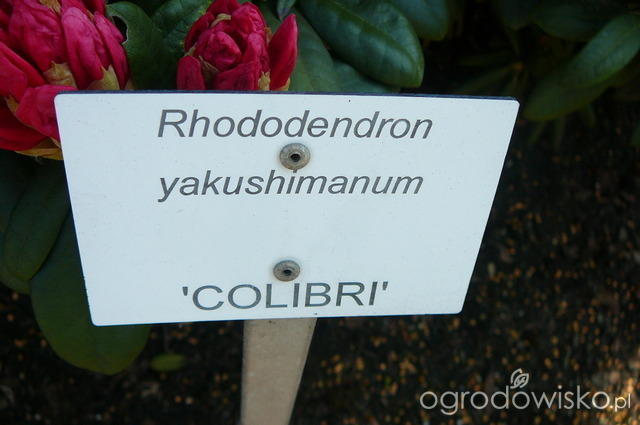 Rhododendron
yakushimanum
'COLIBRI'
ogrodowisko.pl